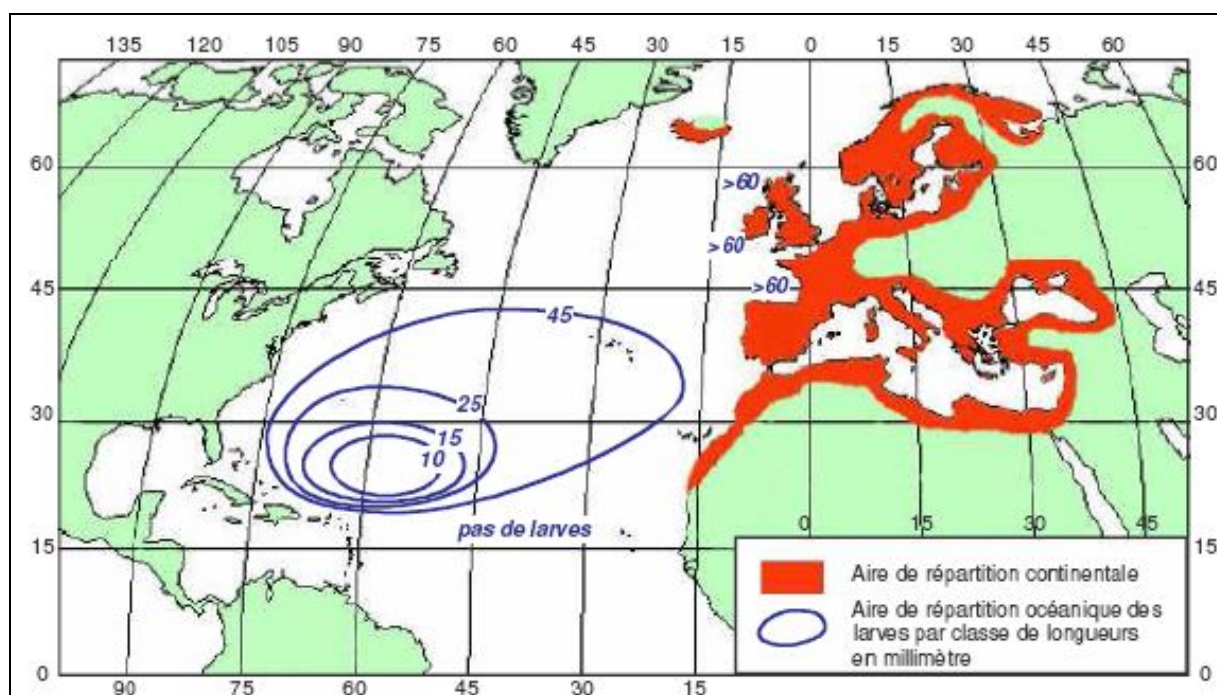 135 120 105 90 75 60 45 30 15 0 15 30 45 60
60 60
>60
>60
>60
45 45
45
25
30 30
15
10
pas de larves
0 15 30 45
15 15
Aire de répartition continentale
Aire de répartition océanique des
larves par classe de longueurs
en millimètre
0 0
90 75 60 45 30 15